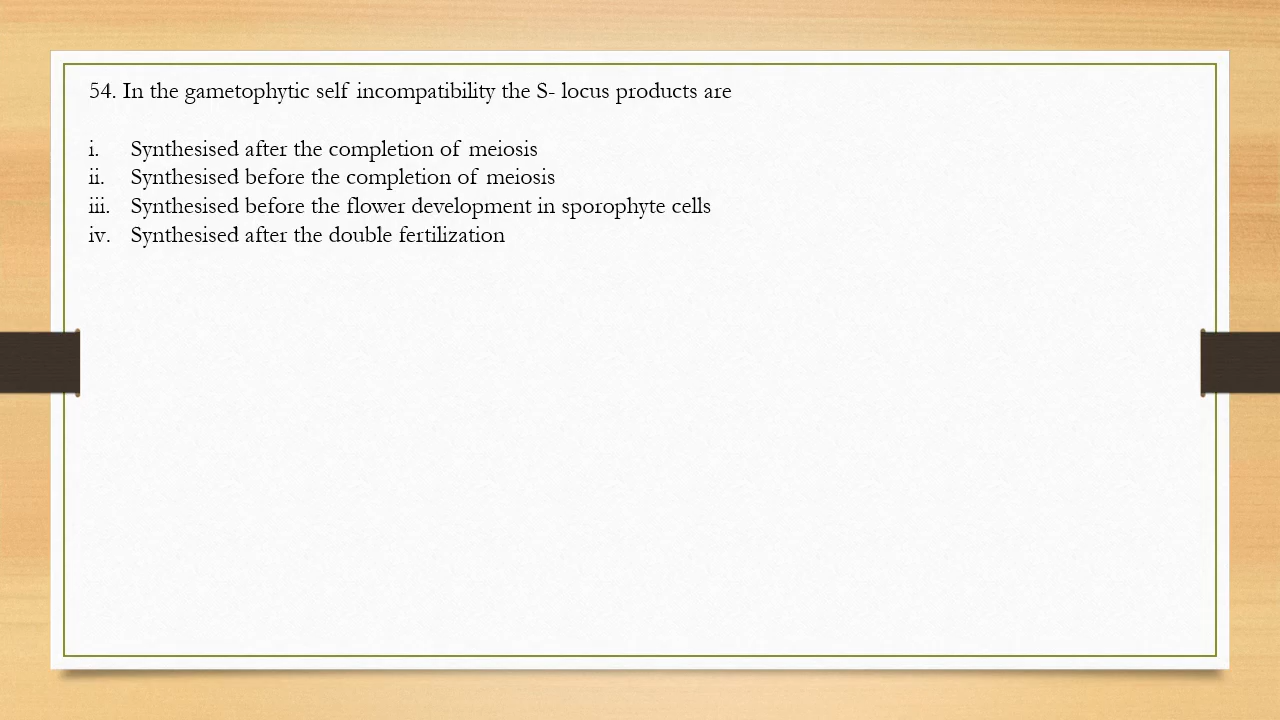 54. In the gametophytic self incompatibility the S- locus products are
i. Synthesised after the completion of meiosis
ii. Synthesised before the completion of meiosis
iii. Synthesised before the flower development in sporophyte cells
iv. Synthesised after the double fertilization